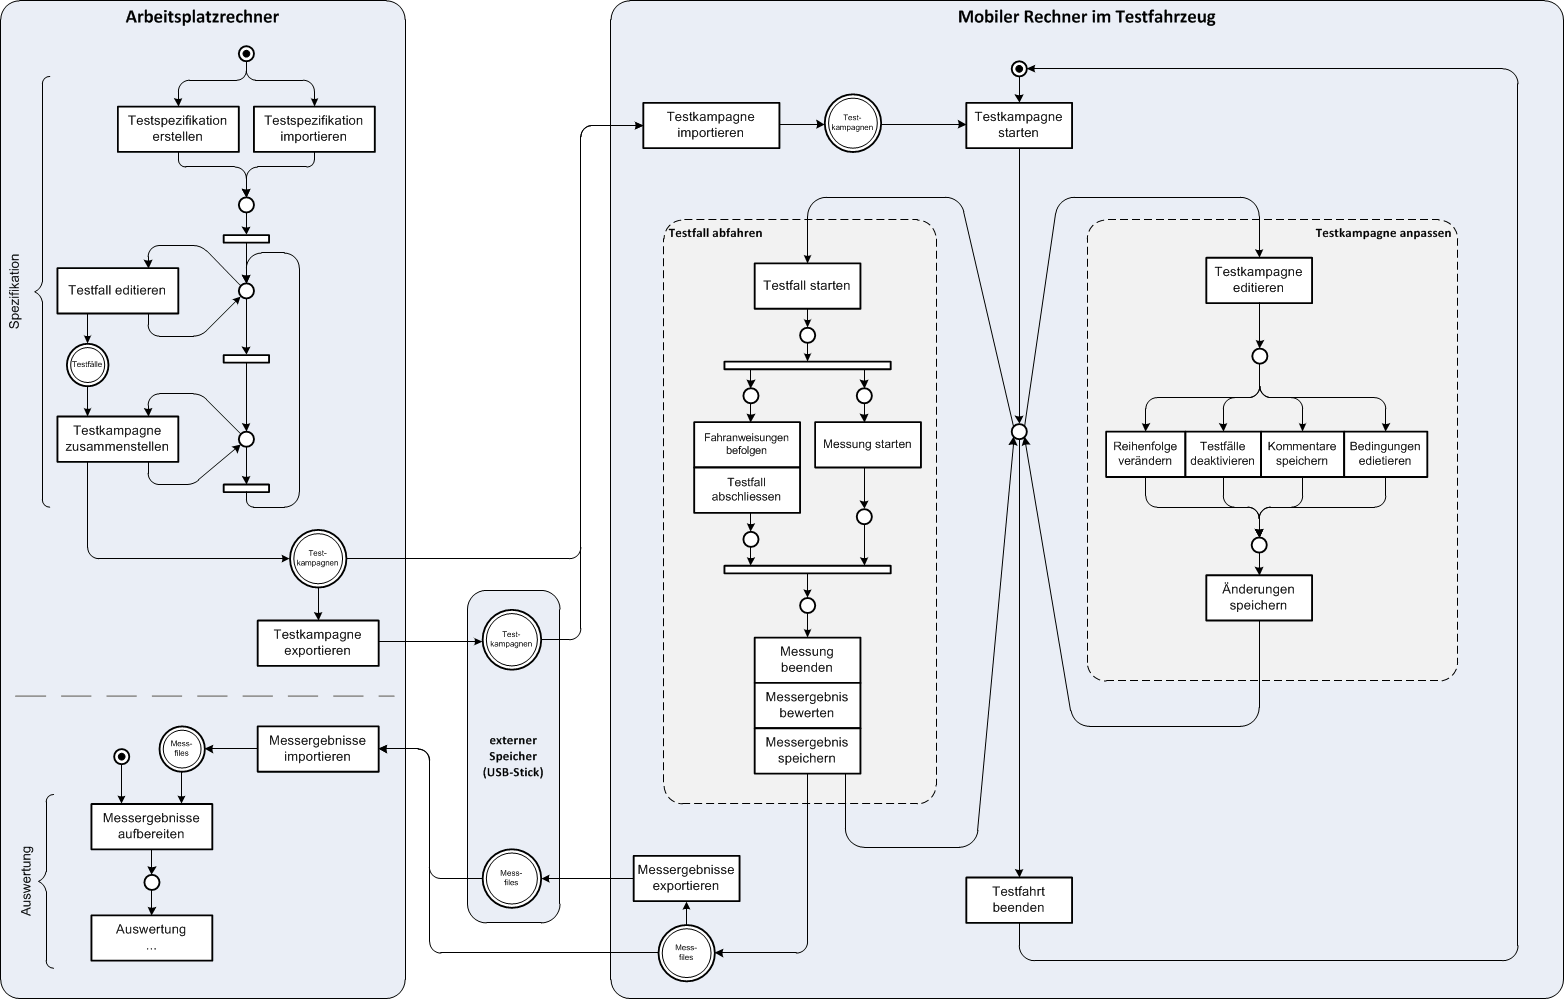 Arbeitsplatzrechner
Testspezifikation
erstellen
Testspezifikation
importieren
Spezifikation
Testfall editieren
Testfälle
Testkampagne
zusammenstellen
Test-
kampagnen
Testkampagne
exportieren
Mess-
files
Messergebnisse
importieren
Messergebnisse
aufbereiten
Auswertung
Auswertung
...
Test-
kampagnen
externer
Speicher
(USB-Stick)
Mess-
files
Mobiler Rechner im Testfahrzeug
Testkampagne
importieren
Test-
kampagnen
Testkampagne
starten
Testfall abfahren
Testfall starten
Fahranweisungen
befolgen
Testfall
abschliessen
Messung starten
Messung
beenden
Messergebnis
bewerten
Messergebnis
speichern
Messergebnisse
exportieren
Mess-
files
Testkampagne anpassen
Testkampagne
editieren
Reihenfolge
verändern
Testfälle
deaktivieren
Kommentare
speichern
Bedingungen
edietieren
Änderungen
speichern
Testfahrt
beenden